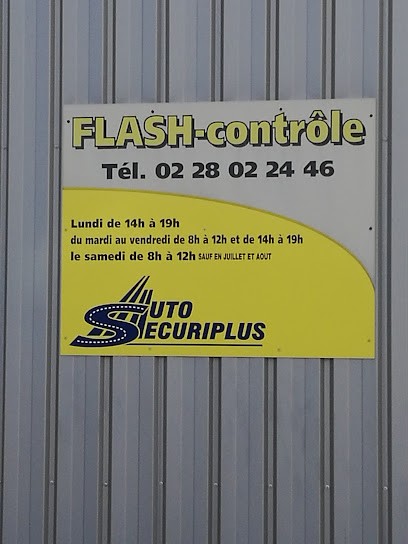 FLASH-contrôle
Tél. 02 28 02 24 46
Lundi de 14h à 19h
du mardi au vendredi de 8h à 12h et de 14h à 19h
le samedi de 8h à 12h SAUF EN JUILLET ET AOUT
AUTO
SECURIPLUS